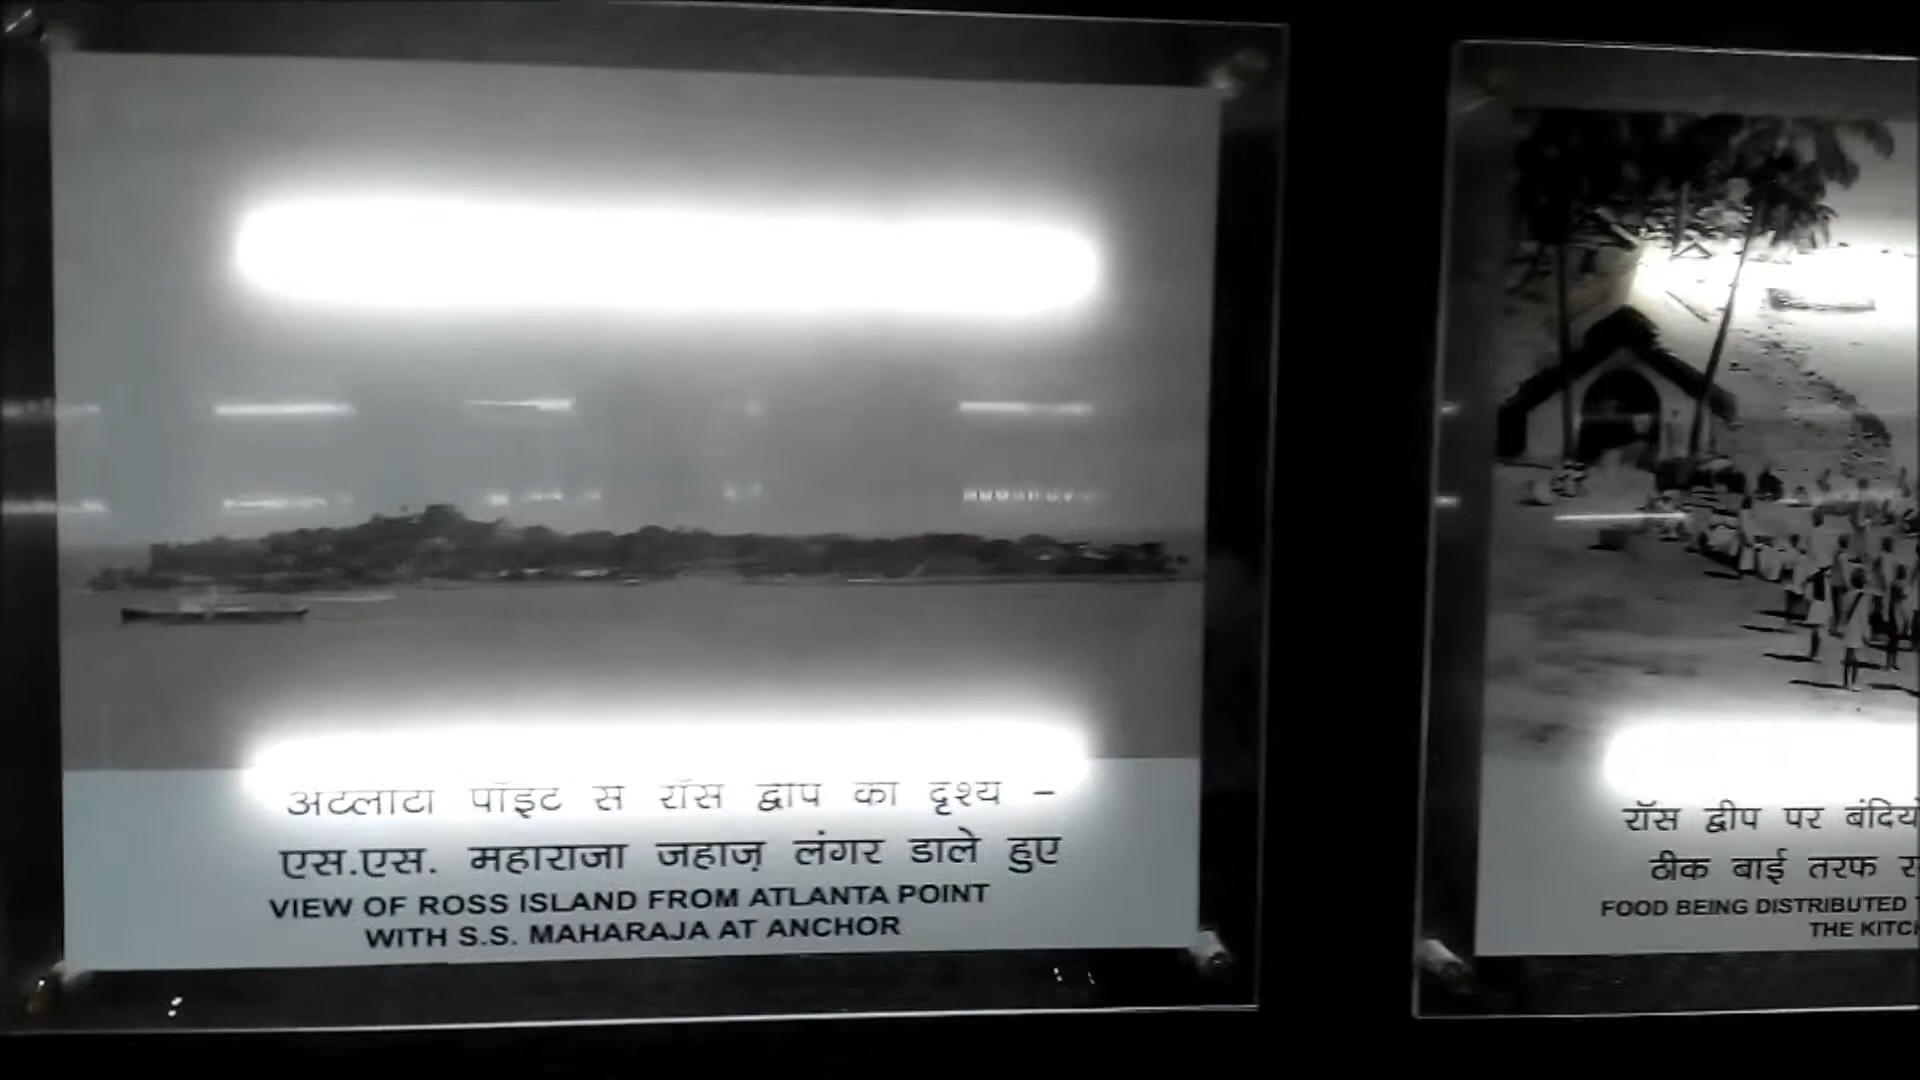 अटलांटा पॉइंट से रॉस द्वीप का दृश्य –
एस.एस. महाराजा जहाज़ लंगर डाले हुए
VIEW OF ROSS ISLAND FROM ATLANTA POINT
WITH S.S. MAHARAJA AT ANCHOR
रॉस द्वीप पर
ठीक बाई तरफ
FOOD BEING DISTRIBUTED
THE